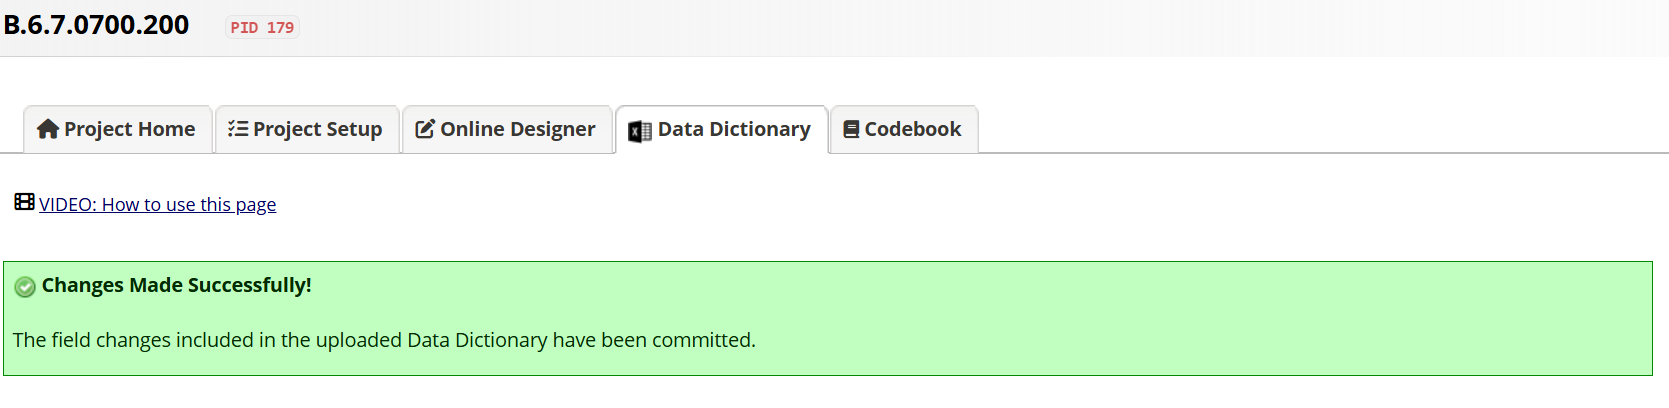 B.6.7.0700.200 PID 179
Project Home Project Setup Online Designer Data Dictionary Codebook
VIDEO: How to use this page
Changes Made Successfully!
The field changes included in the uploaded Data Dictionary have been committed.